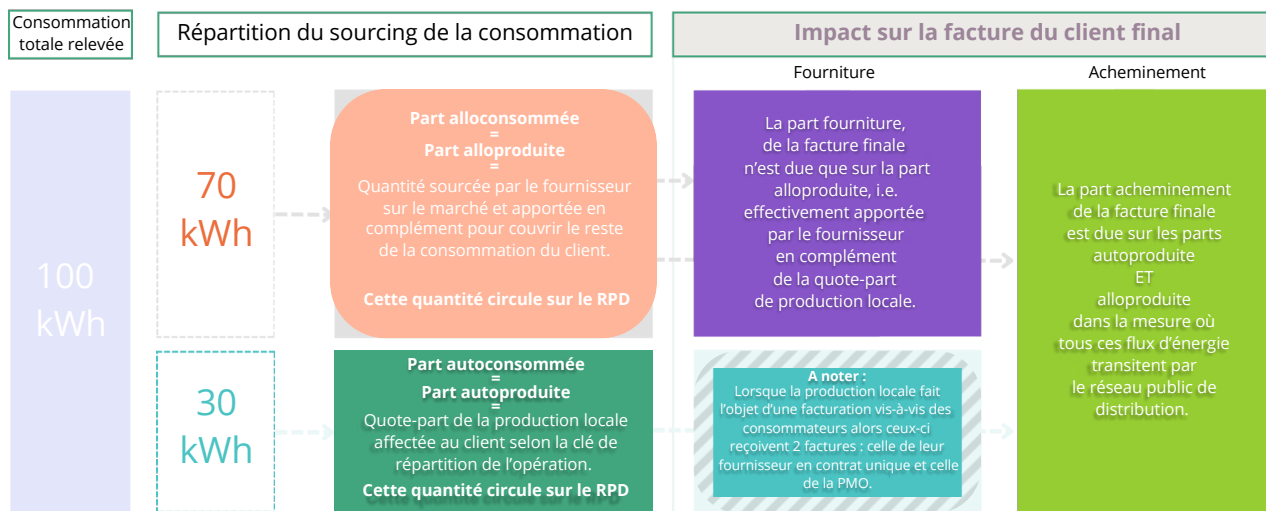 Consommation
totale relevée
Répartition du sourcing de la consommation
Impact sur la facture du client final
Fourniture
Acheminement
100
kWh
70
kWh
Part alloconsommée
=
Part alloproduite
=
Quantité sourcée par le fournisseur
sur le marché et apportée en
complément pour couvrir le reste
de la consommation du client.
Cette quantité circule sur le RPD
La part fourniture,
de la facture finale
n'est due que sur la part
alloproduite, i.e.
effectivement apportée
par le fournisseur
en complément
de la quote-part
de production locale.
La part acheminement
de la facture finale
est due sur les parts
autoproduite
ET
alloproduite
dans la mesure où
tous ces flux d'énergie
transitent par
le réseau public de
distribution.
30
kWh
Part autoconsommée
=
Part autoproduite
=
Quote-part de la production locale
affectée au client selon la clé de
répartition de l'opération.
Cette quantité circule sur le RPD
A noter :
Lorsque la production locale fait
l'objet d'une facturation vis-à-vis des
consommateurs alors ceux-ci
reçoivent 2 factures : celle de leur
fournisseur en contrat unique et celle
de la PMO.